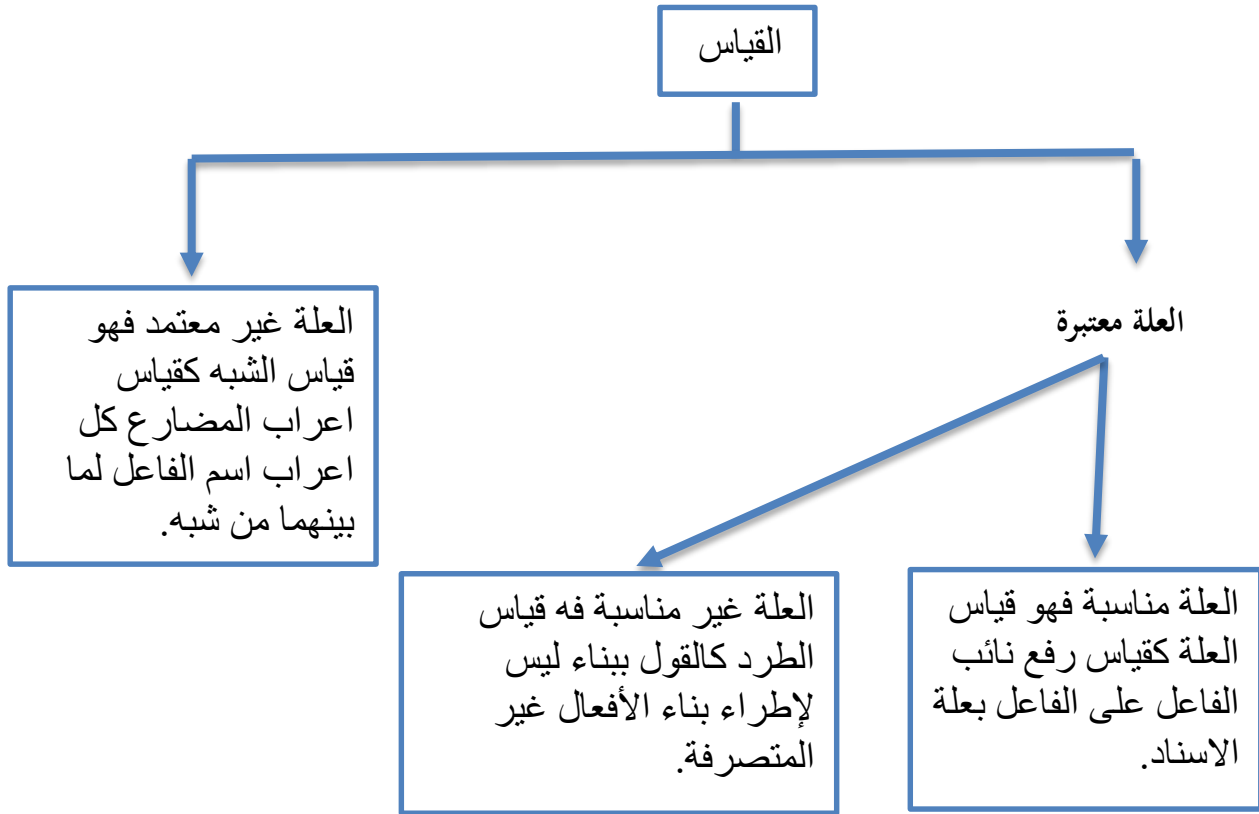 القياس
العلة معتبرة
العلة غير معتمد فهو
قياس الشبه كقياس
اعراب المضارع كل
اعراب اسم الفاعل لما
بينهما من شبه.
العلة مناسبة فهو قياس
العلة كقياس رفع نائب
الفاعل على الفاعل بعلة
الاسناد.
العلة غير مناسبة فه قياس
الطرد كالقول ببناء ليس
لإطراء بناء الأفعال غير
المتصرفة.